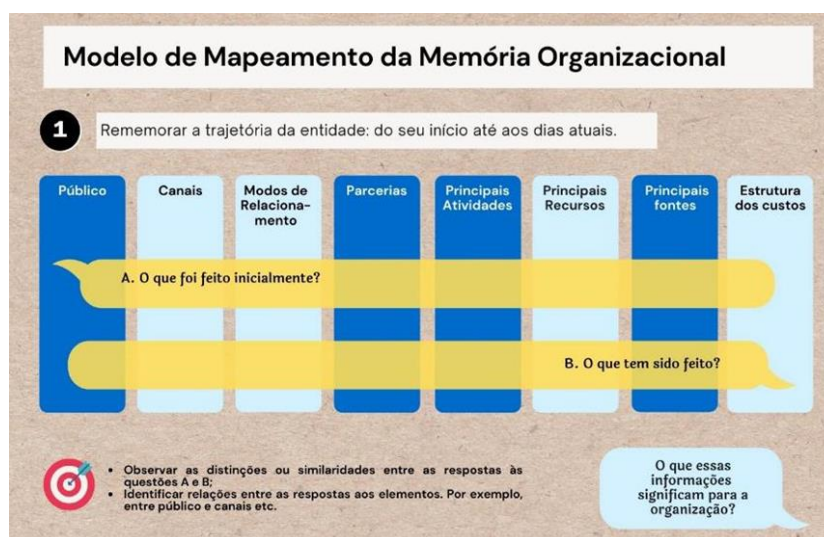 Modelo de Mapeamento da Memória Organizacional
1
Rememorar a trajetória da entidade: do seu início até aos dias atuais.
Público
Canais
Modos de
Relaciona-
mento
Parcerias
Principais
Atividades
Principais
Recursos
Principais
fontes
Estrutura
dos custos
A. O que foi feito inicialmente?
B. O que tem sido feito?
• Observar as distinções ou similaridades entre as respostas às
questões A e B;
• Identificar relações entre as respostas aos elementos. Por exemplo,
entre público e canais etc.
O que essas
informações
significam para a
organização?